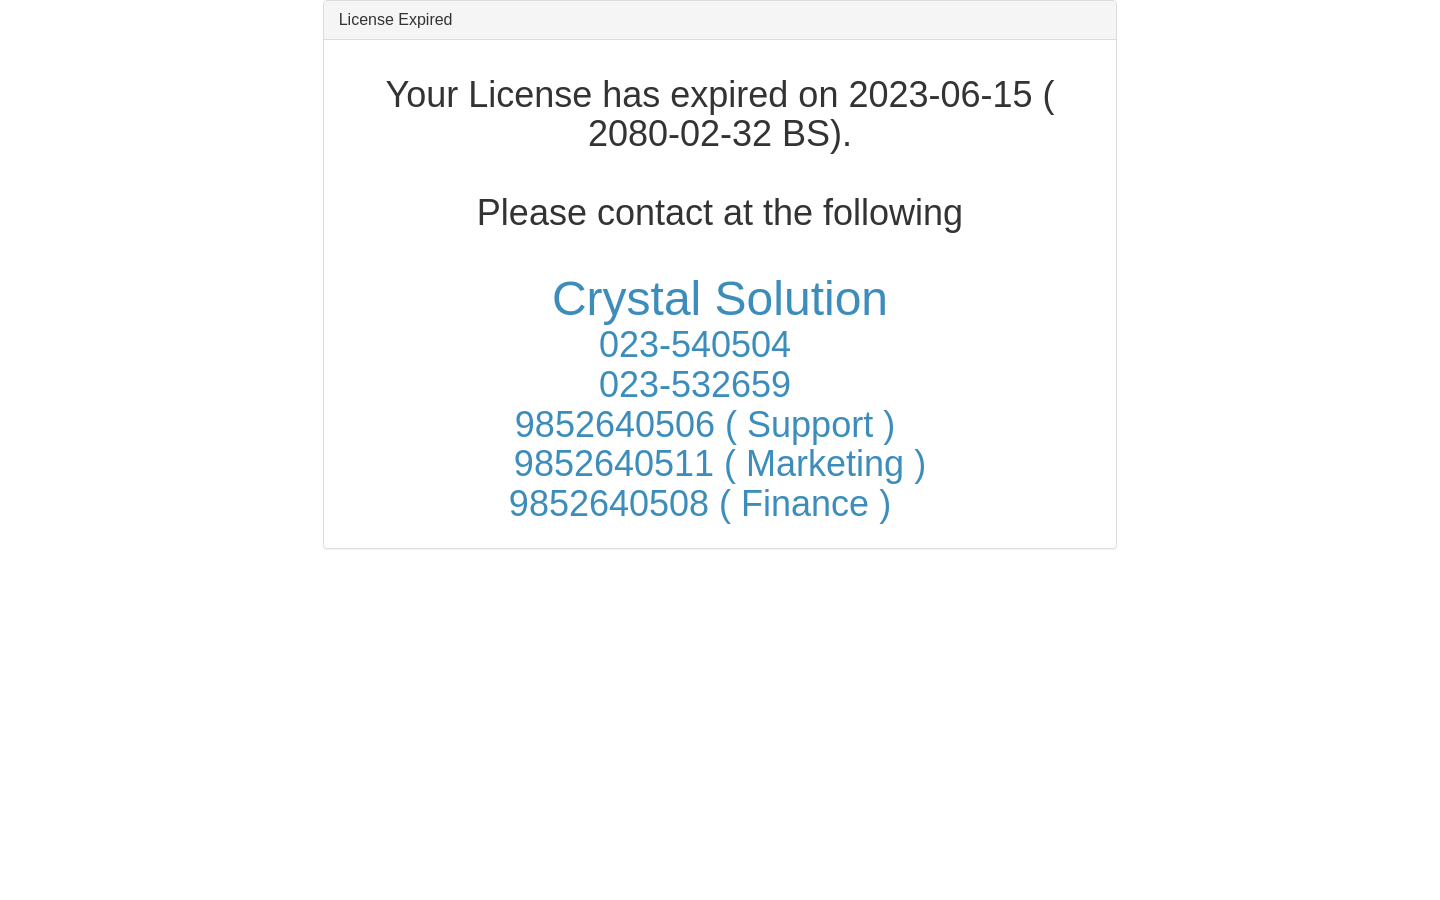 License Expired
Your License has expired on 2023-06-15 (
2080-02-32 BS).
Please contact at the following
Crystal Solution
023-540504
023-532659
9852640506 ( Support )
9852640511 ( Marketing )
9852640508 ( Finance )